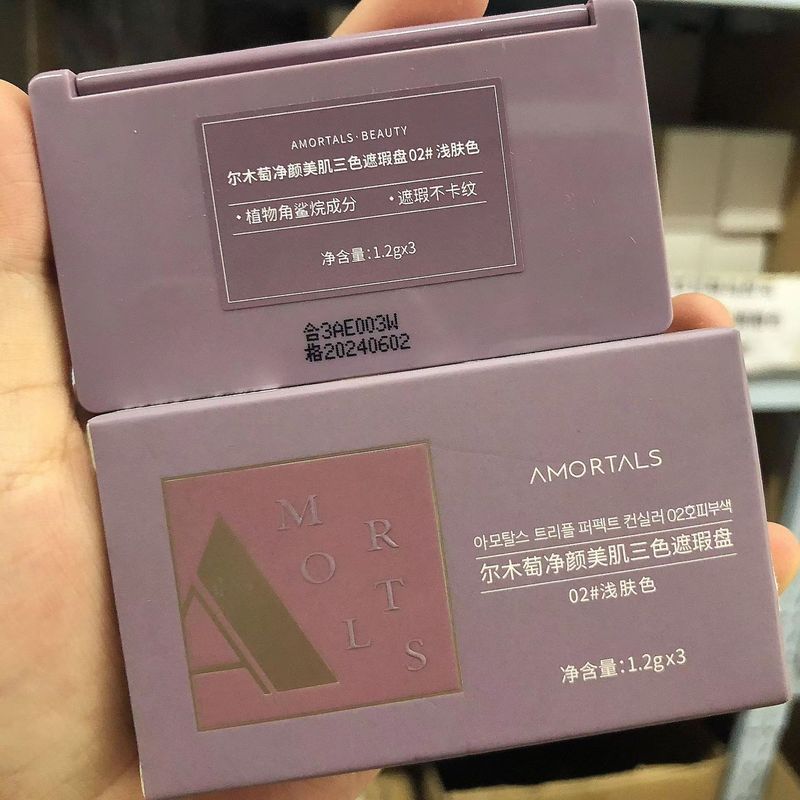 AMORTALS·BEAUTY
尔木萄净颜美肌三色遮瑕盘02# 浅肤色
·植物角鲨烷成分 ·遮瑕不卡纹
净含量:1.2gx3
合3AE003W
格20240602
AMORTALS
AMORTALS
아모탈스 트리플 퍼펙트 컨실러 02호피부색
尔木萄净颜美肌三色遮瑕盘
02#浅肤色
净含量:1.2gx3